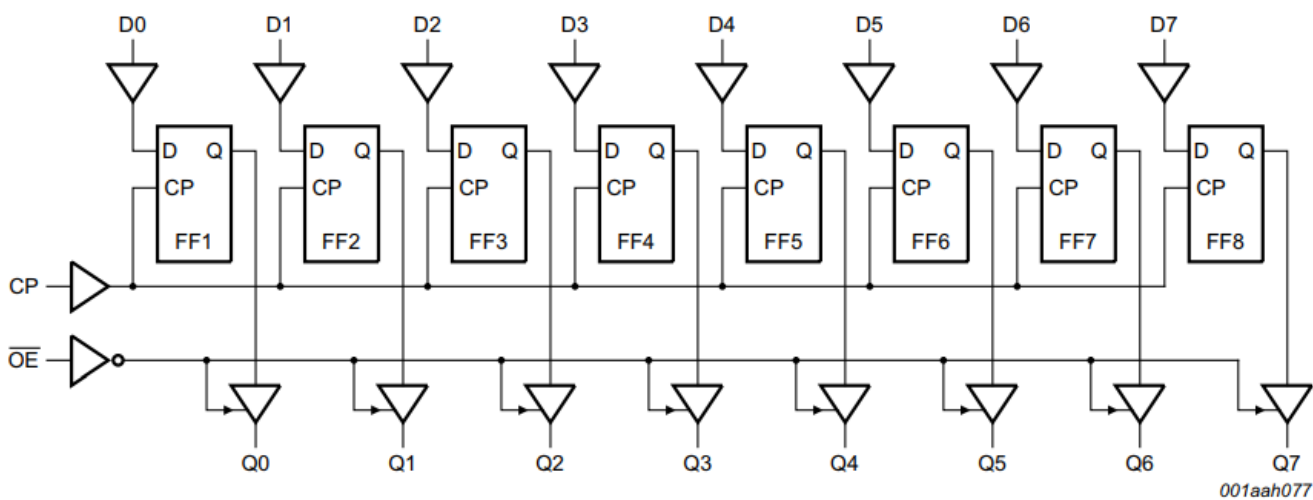 D0 D1 D2 D3 D4 D5 D6 D7
D Q D Q D Q D Q D Q D Q D Q D Q
CP CP CP CP CP CP CP CP
FF1 FF2 FF3 FF4 FF5 FF6 FF7 FF8
CP
OE
Q0 Q1 Q2 Q3 Q4 Q5 Q6 Q7
001aah077